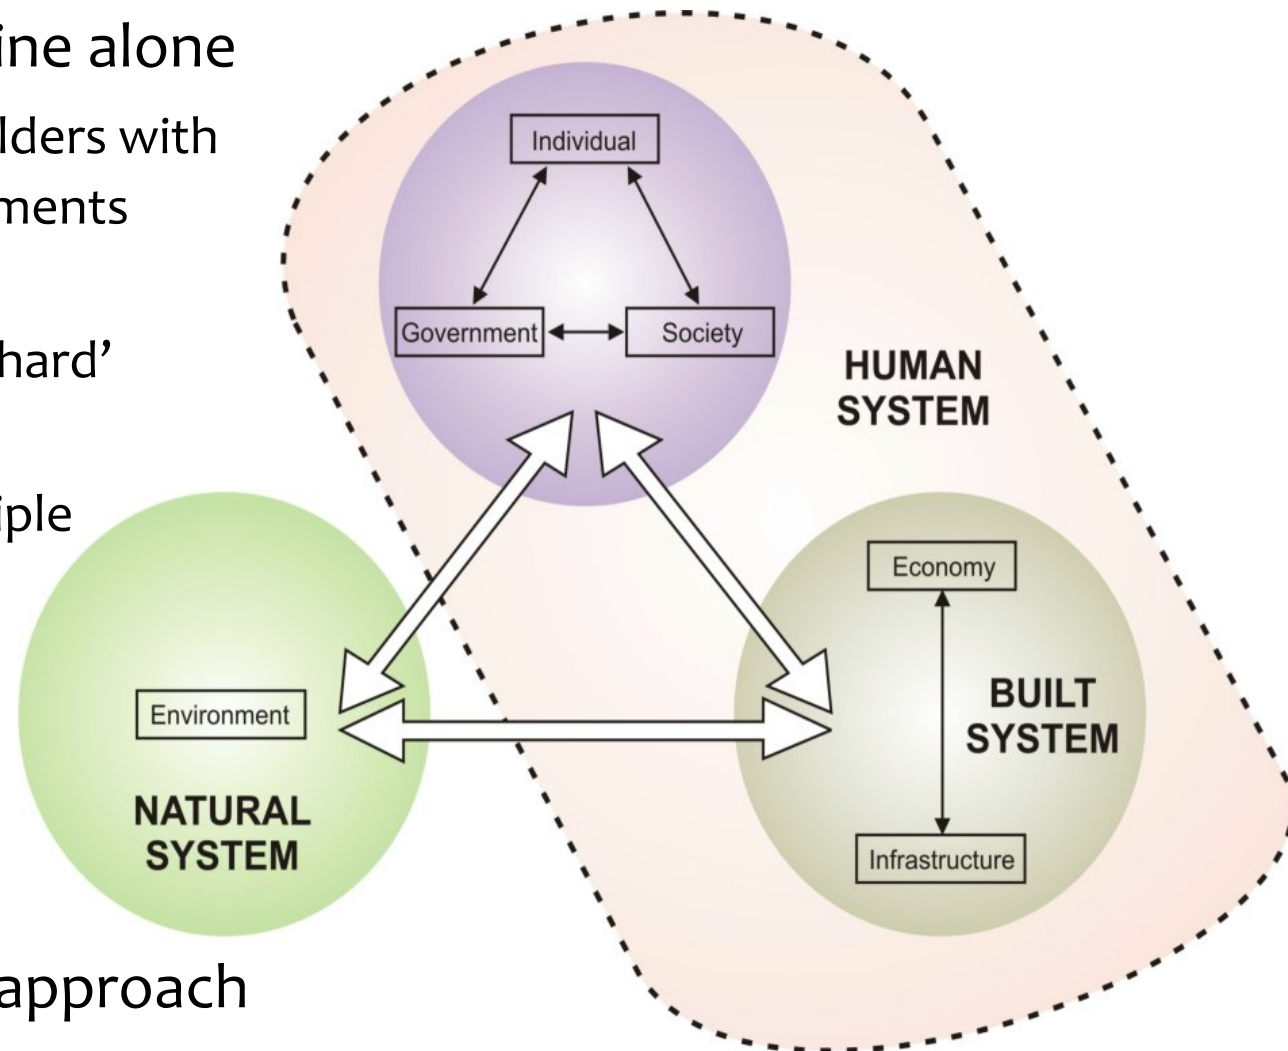 ine alone
lders with
ments
hard’
iple
approach
Individual
Government
Society
HUMAN
SYSTEM
Economy
BUILT
SYSTEM
Infrastructure
Environment
NATURAL
SYSTEM